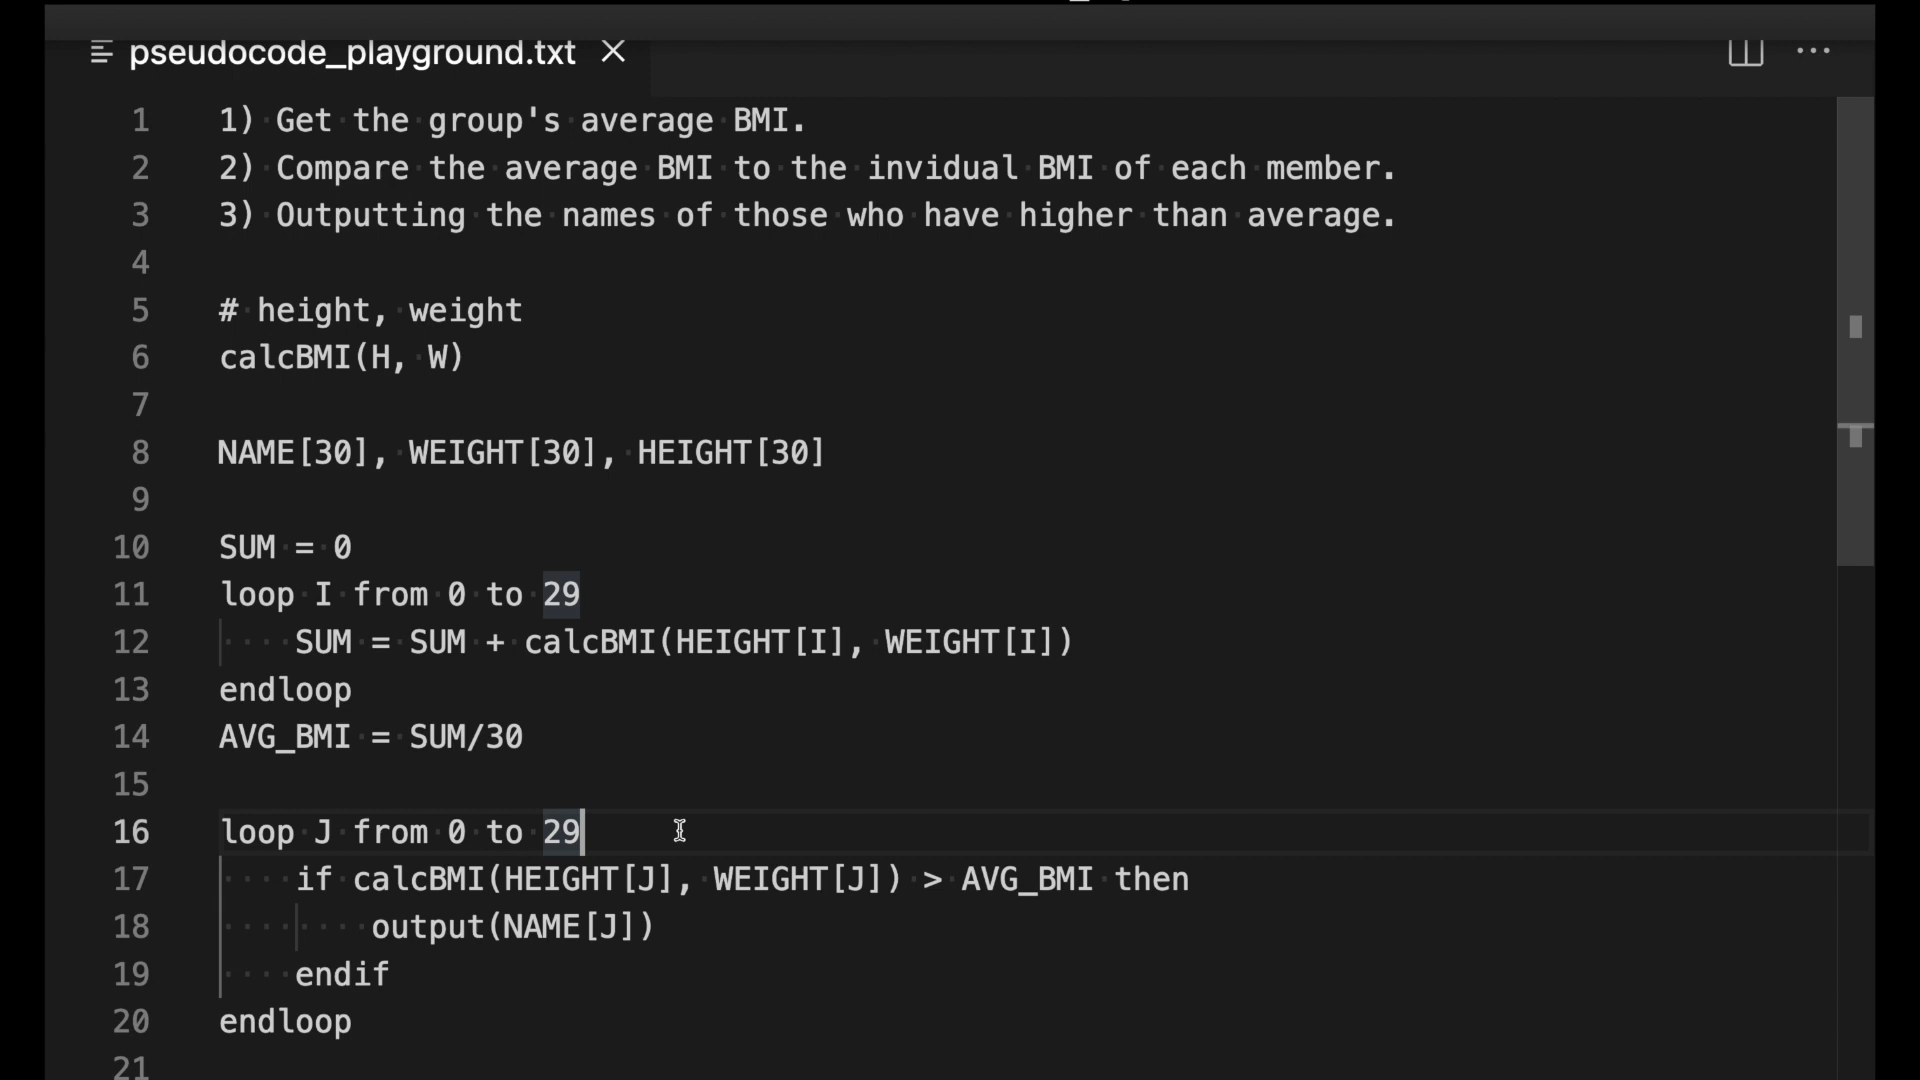 pseudocode_playground.txt
1 1) Get the group's average BMI.
2 2) Compare the average BMI to the invidual BMI of each member.
3 3) Outputting the names of those who have higher than average.
4
5 # height, weight
6 calcBMI(H, W)
7
8 NAME[30], WEIGHT[30], HEIGHT[30]
9
10 SUM = 0
11 loop I from 0 to 29
12     SUM = SUM + calcBMI(HEIGHT[I], WEIGHT[I])
13 endloop
14 AVG_BMI = SUM/30
15
16 loop J from 0 to 29
17     if calcBMI(HEIGHT[J], WEIGHT[J]) > AVG_BMI then
18         output(NAME[J])
19     endif
20 endloop
21